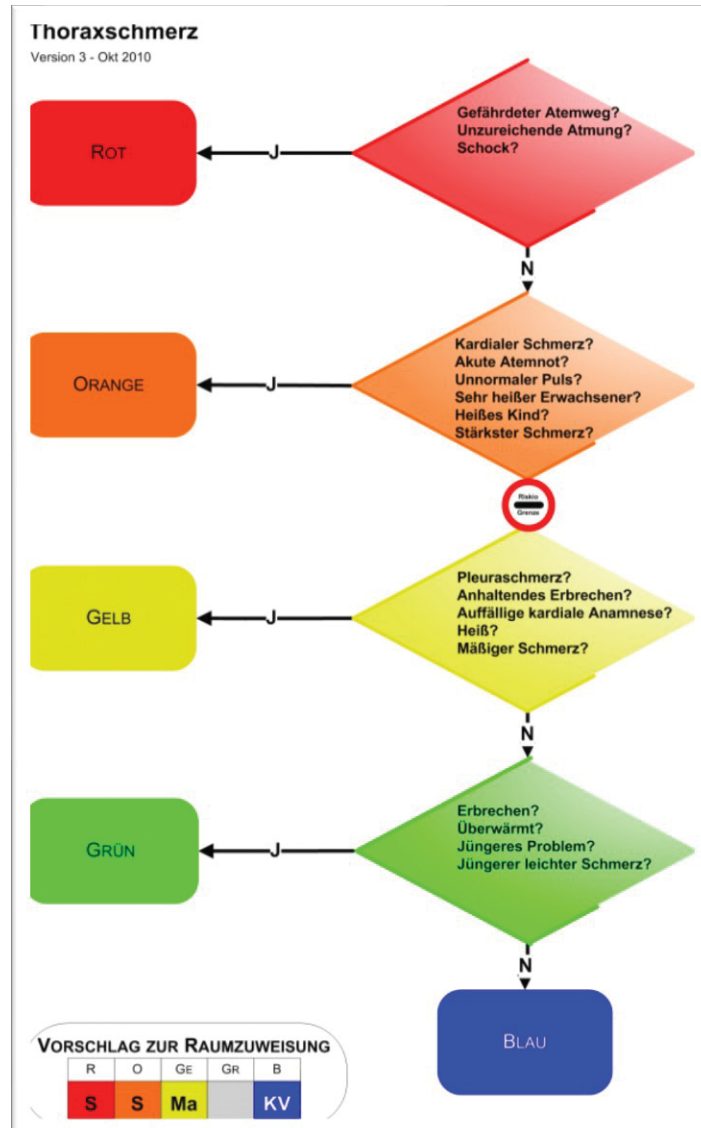 Thoraxschmerz
Version 3 - Okt 2010
Gefährdeter Atemweg?
Unzureichende Atmung?
Schock?
ROT
J
N
Kardialer Schmerz?
Akute Atemnot?
Unnormaler Puls?
Sehr heißer Erwachsener?
Heißes Kind?
Stärkster Schmerz?
ORANGE
J
Risiko
Grenze
Pleuraschmerz?
Anhaltendes Erbrechen?
Auffällige kardiale Anamnese?
Heiß?
Mäßiger Schmerz?
GELB
J
N
Erbrechen?
Überwärmt?
Jüngeres Problem?
Jüngerer leichter Schmerz?
GRÜN
J
N
BLAU
VORSCHLAG ZUR RAUMZUWEISUNG
R O GE GR B
S S Ma KV